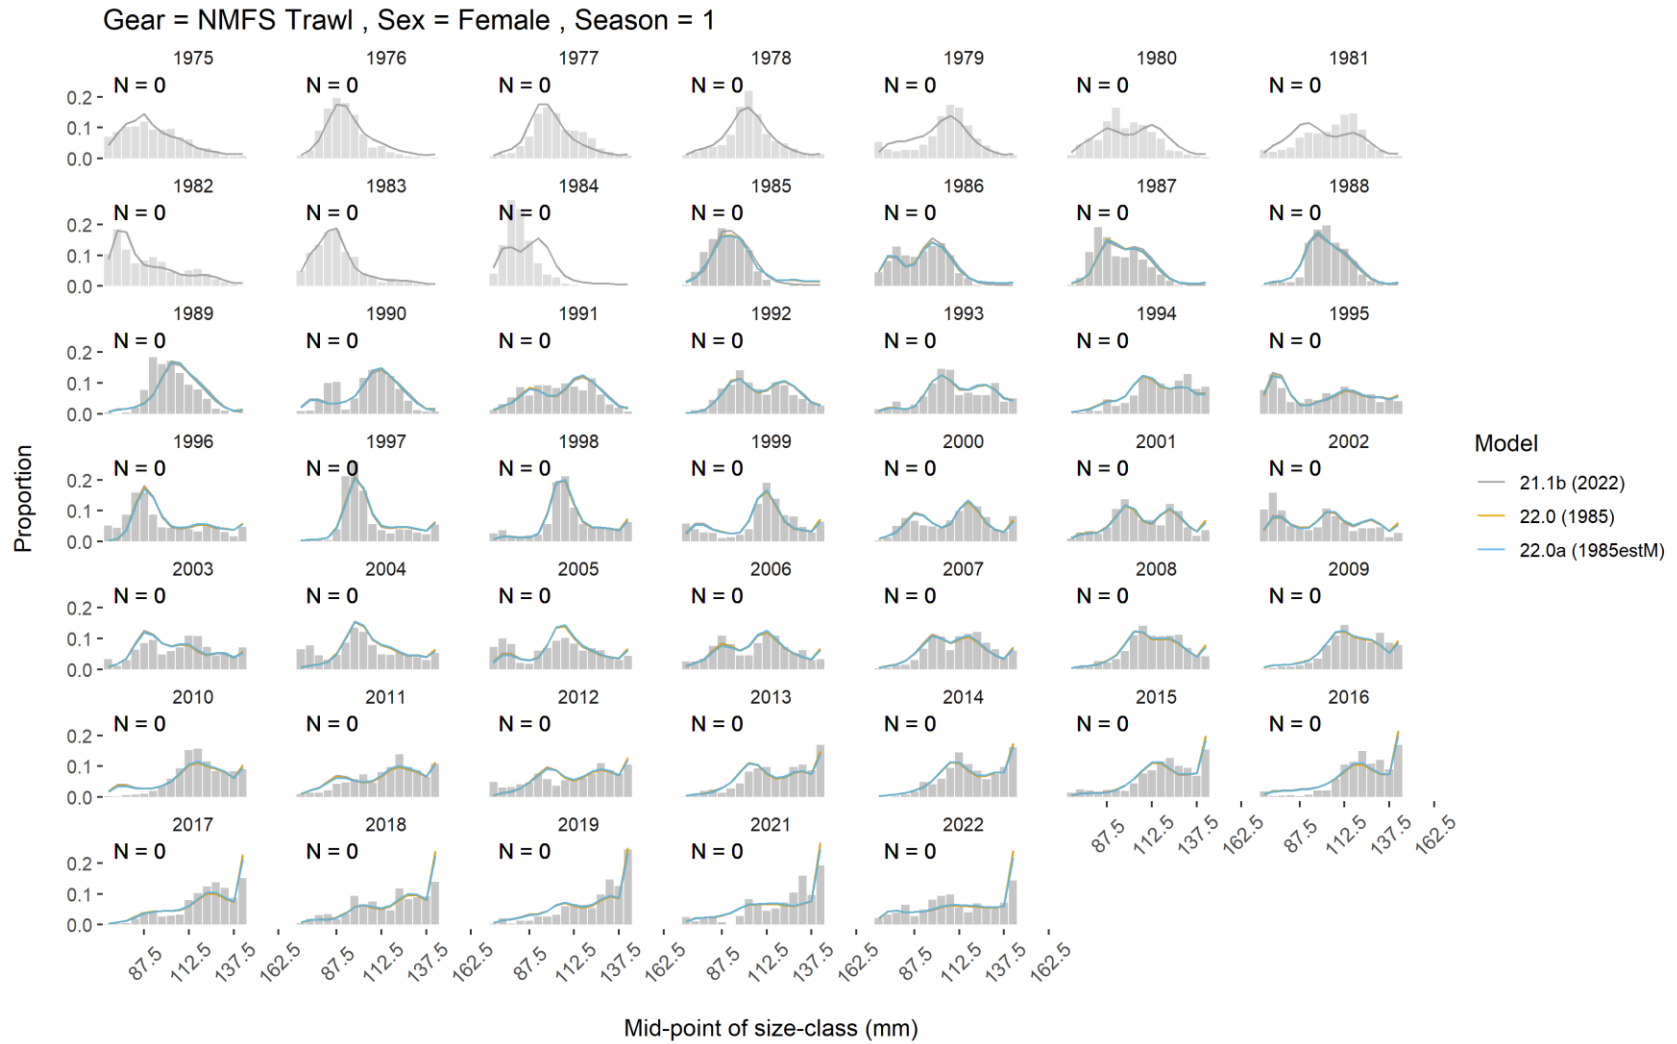 Gear = NMFS Trawl , Sex = Female , Season = 1
1975 1976 1977 1978 1979 1980 1981
N = 0 N = 0 N = 0 N = 0 N = 0 N = 0 N = 0
0.2
0.1
0.0
1982 1983 1984 1985 1986 1987 1988
N = 0 N = 0 N = 0 N = 0 N = 0 N = 0 N = 0
0.2
0.1
0.0
1989 1990 1991 1992 1993 1994 1995
N = 0 N = 0 N = 0 N = 0 N = 0 N = 0 N = 0
0.2
0.1
0.0
1996 1997 1998 1999 2000 2001 2002
N = 0 N = 0 N = 0 N = 0 N = 0 N = 0 N = 0
0.2
0.1
0.0
2003 2004 2005 2006 2007 2008 2009
N = 0 N = 0 N = 0 N = 0 N = 0 N = 0 N = 0
0.2
0.1
0.0
2010 2011 2012 2013 2014 2015 2016
N = 0 N = 0 N = 0 N = 0 N = 0 N = 0 N = 0
0.2
0.1
0.0
87.5 112.5 137.5 162.5 87.5 112.5 137.5 162.5
2017 2018 2019 2021 2022
N = 0 N = 0 N = 0 N = 0 N = 0
0.2
0.1
0.0
87.5 112.5 137.5 162.5 87.5 112.5 137.5 162.5 87.5 112.5 137.5 162.5 87.5 112.5 137.5 162.5 87.5 112.5 137.5 162.5
Mid-point of size-class (mm)
Proportion
Model
21.1b (2022)
22.0 (1985)
22.0a (1985estM)